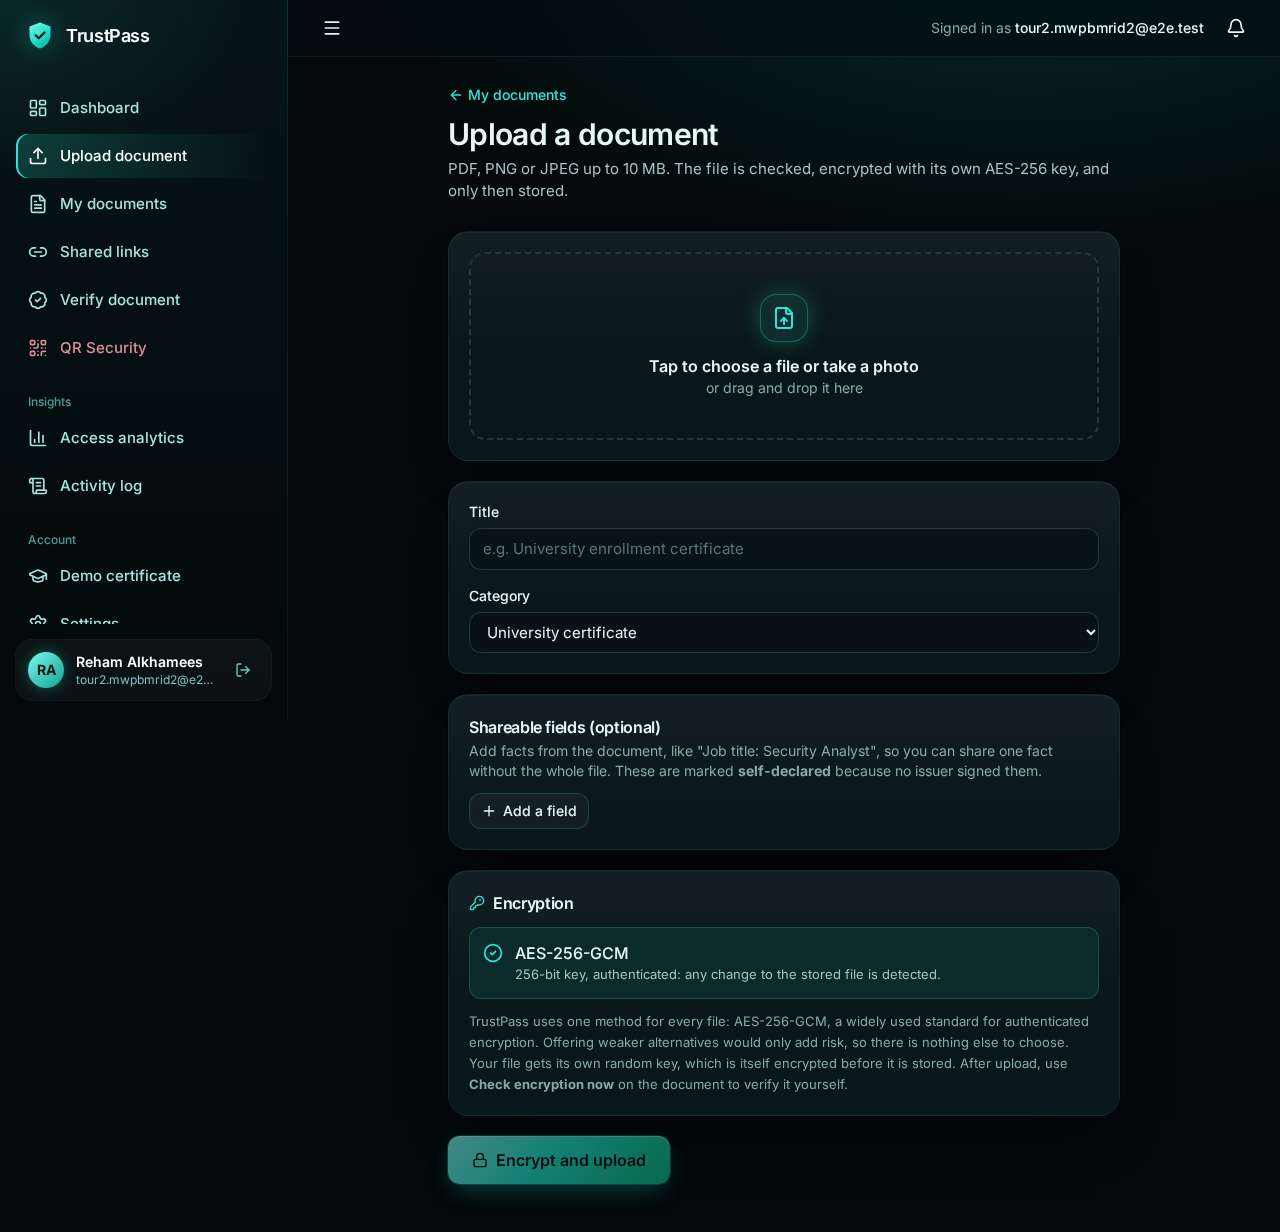 TrustPass
Signed in as tour2.mwpbmrid2@e2e.test
Dashboard
Upload document
My documents
Shared links
Verify document
QR Security
Insights
Access analytics
Activity log
Account
Demo certificate
Settings
RA
Reham Alkhamees
tour2.mwpbmrid2@e2...
My documents
Upload a document
PDF, PNG or JPEG up to 10 MB. The file is checked, encrypted with its own AES-256 key, and
only then stored.
Tap to choose a file or take a photo
or drag and drop it here
Title
e.g. University enrollment certificate
Category
University certificate
Shareable fields (optional)
Add facts from the document, like "Job title: Security Analyst", so you can share one fact
without the whole file. These are marked self-declared because no issuer signed them.
Add a field
Encryption
AES-256-GCM
256-bit key, authenticated: any change to the stored file is detected.
TrustPass uses one method for every file: AES-256-GCM, a widely used standard for authenticated
encryption. Offering weaker alternatives would only add risk, so there is nothing else to choose.
Your file gets its own random key, which is itself encrypted before it is stored. After upload, use
Check encryption now on the document to verify it yourself.
Encrypt and upload